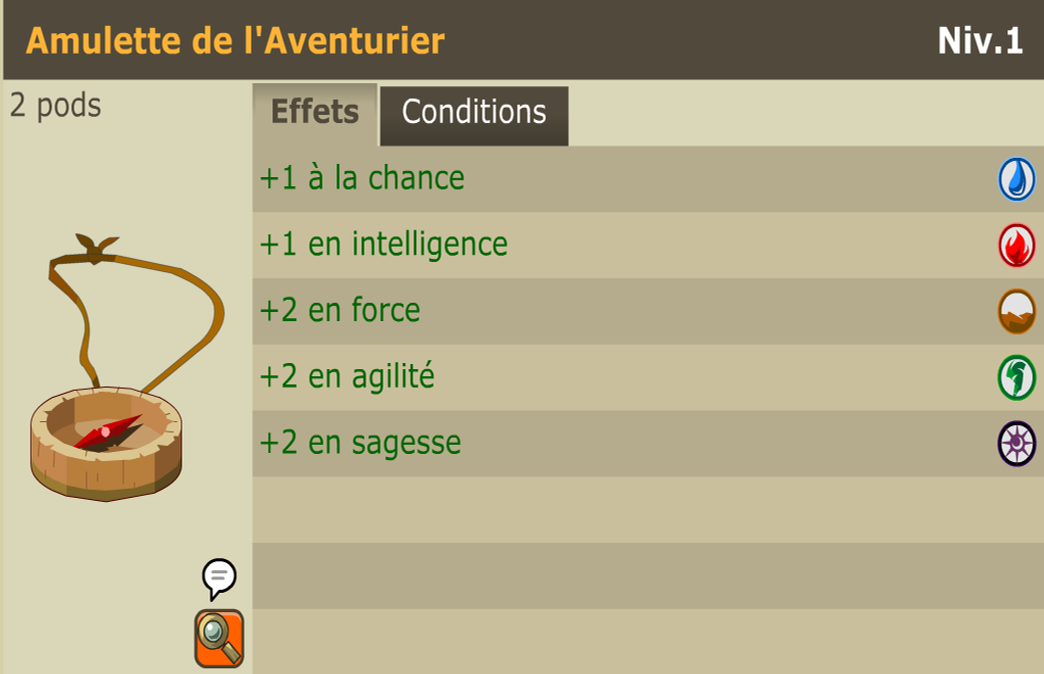 Amulette de l'Aventurier
Niv.1
2 pods
Effets
Conditions
+1 à la chance
+1 en intelligence
+2 en force
+2 en agilité
+2 en sagesse